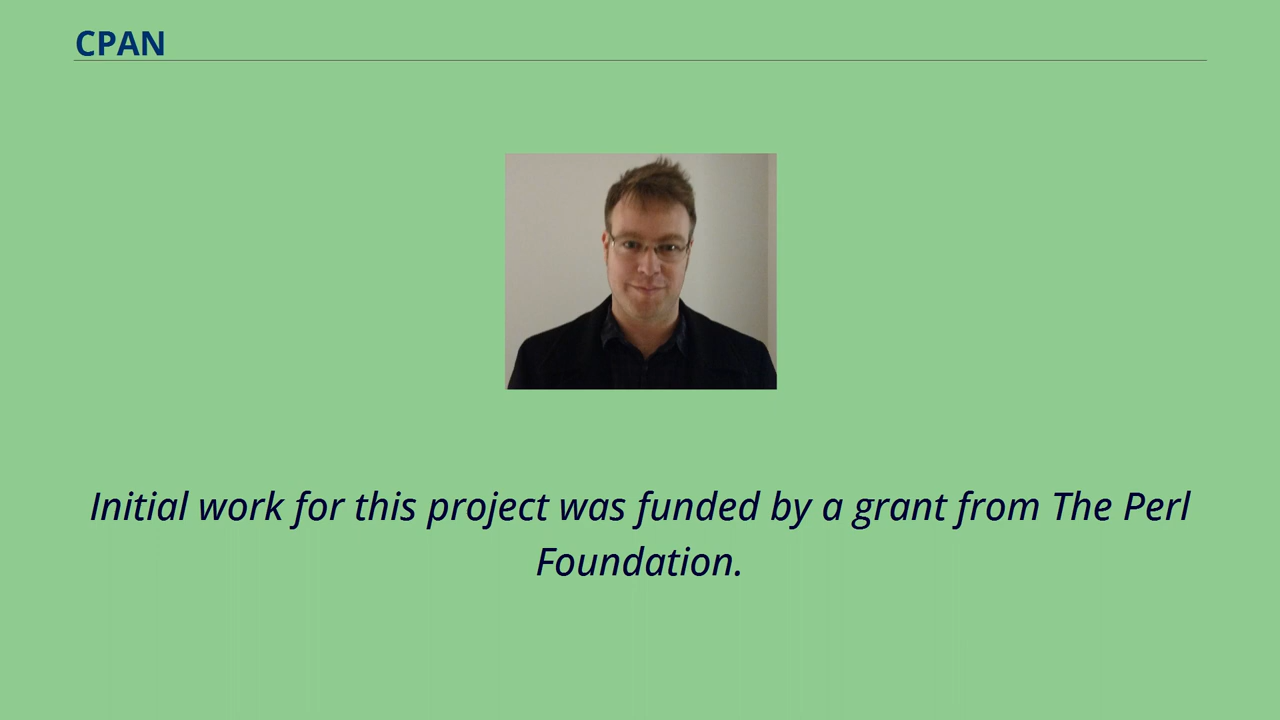 CPAN
Initial work for this project was funded by a grant from The Perl
Foundation.